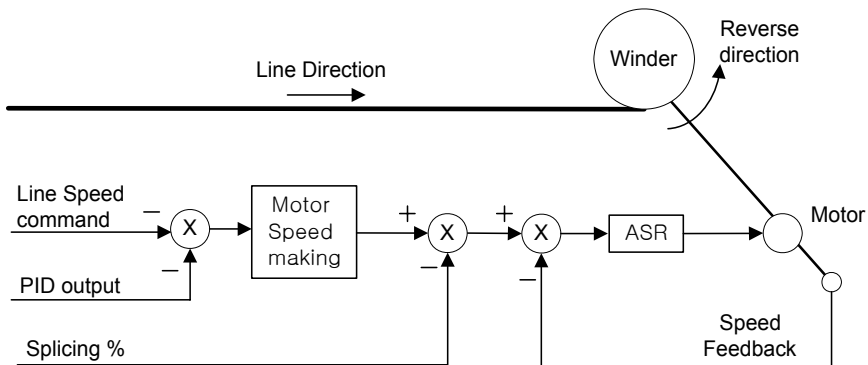 Winder
Reverse
direction
Line Direction
Line Speed
command
−
X
−
Motor
Speed
making
+
X
−
+
X
−
ASR
Motor
PID output
Splicing %
Speed
Feedback